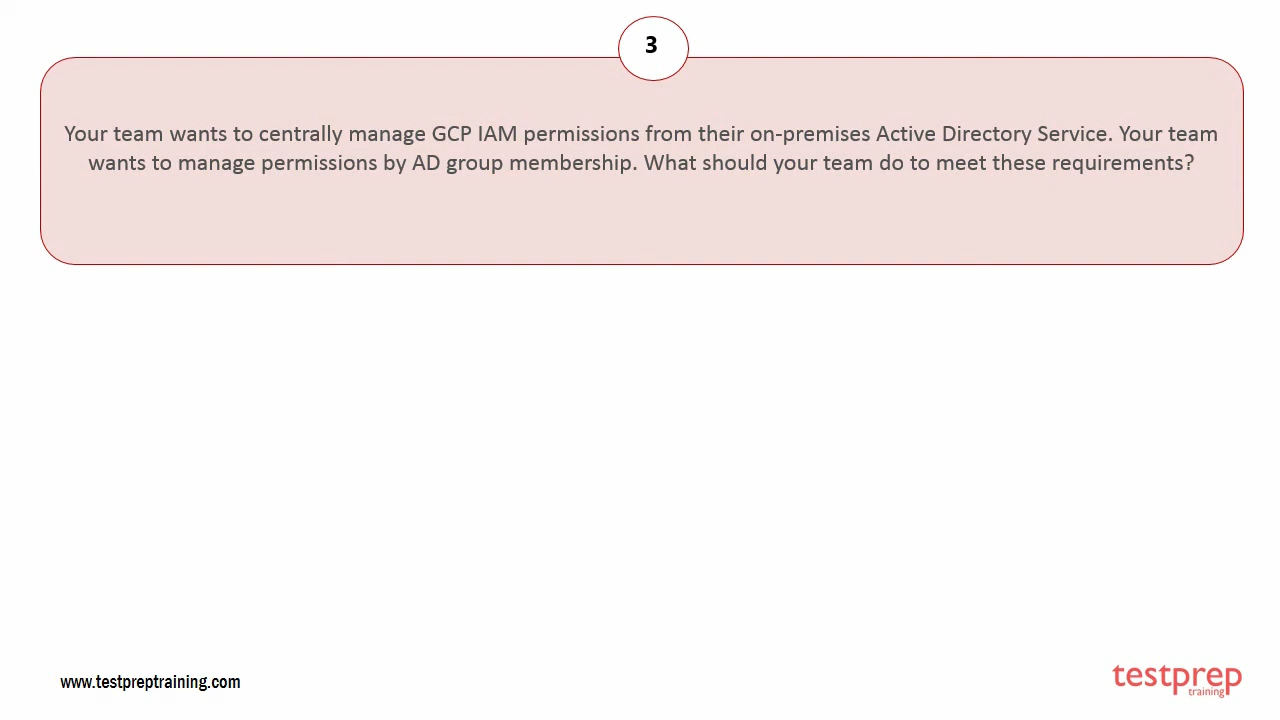 3
Your team wants to centrally manage GCP IAM permissions from their on-premises Active Directory Service. Your team
wants to manage permissions by AD group membership. What should your team do to meet these requirements?
www.testpreptraining.com
testprep
training